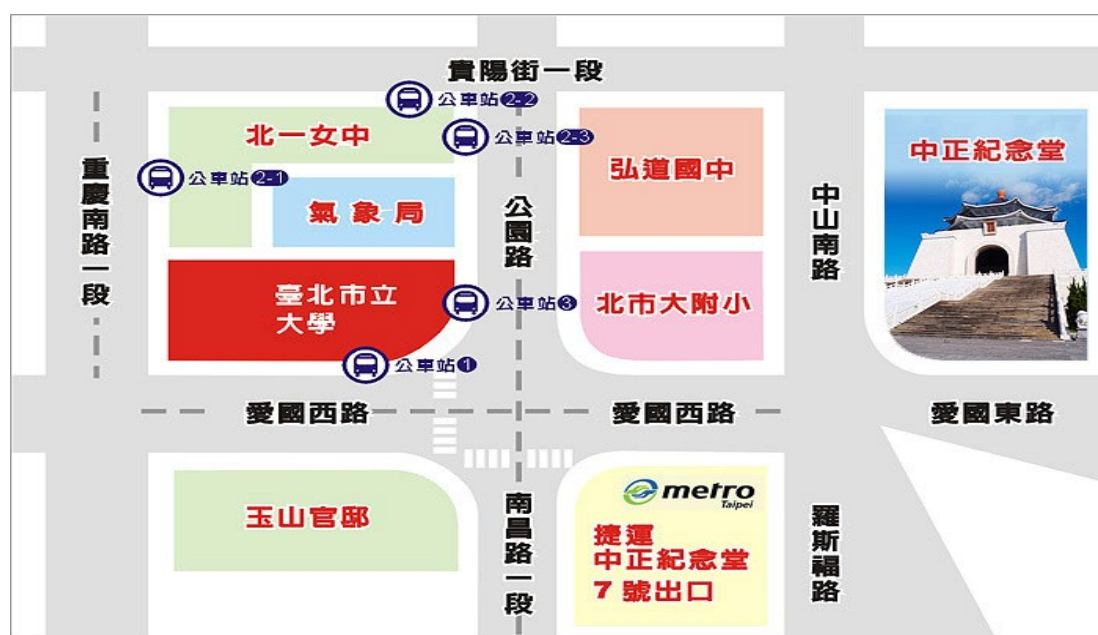 貴陽街一段
公車站2-2
北一女中
公車站2-3
中正紀念堂
弘道國中
公車站2-1
重慶南路一段
氣象局
公園路
中山南路
臺北市立
大學
公車站3
北市大附小
公車站1
愛國西路
愛國西路
愛國東路
metro
Taipei
玉山官邸
南昌路一段
捷運
中正紀念堂
7號出口
羅斯福路